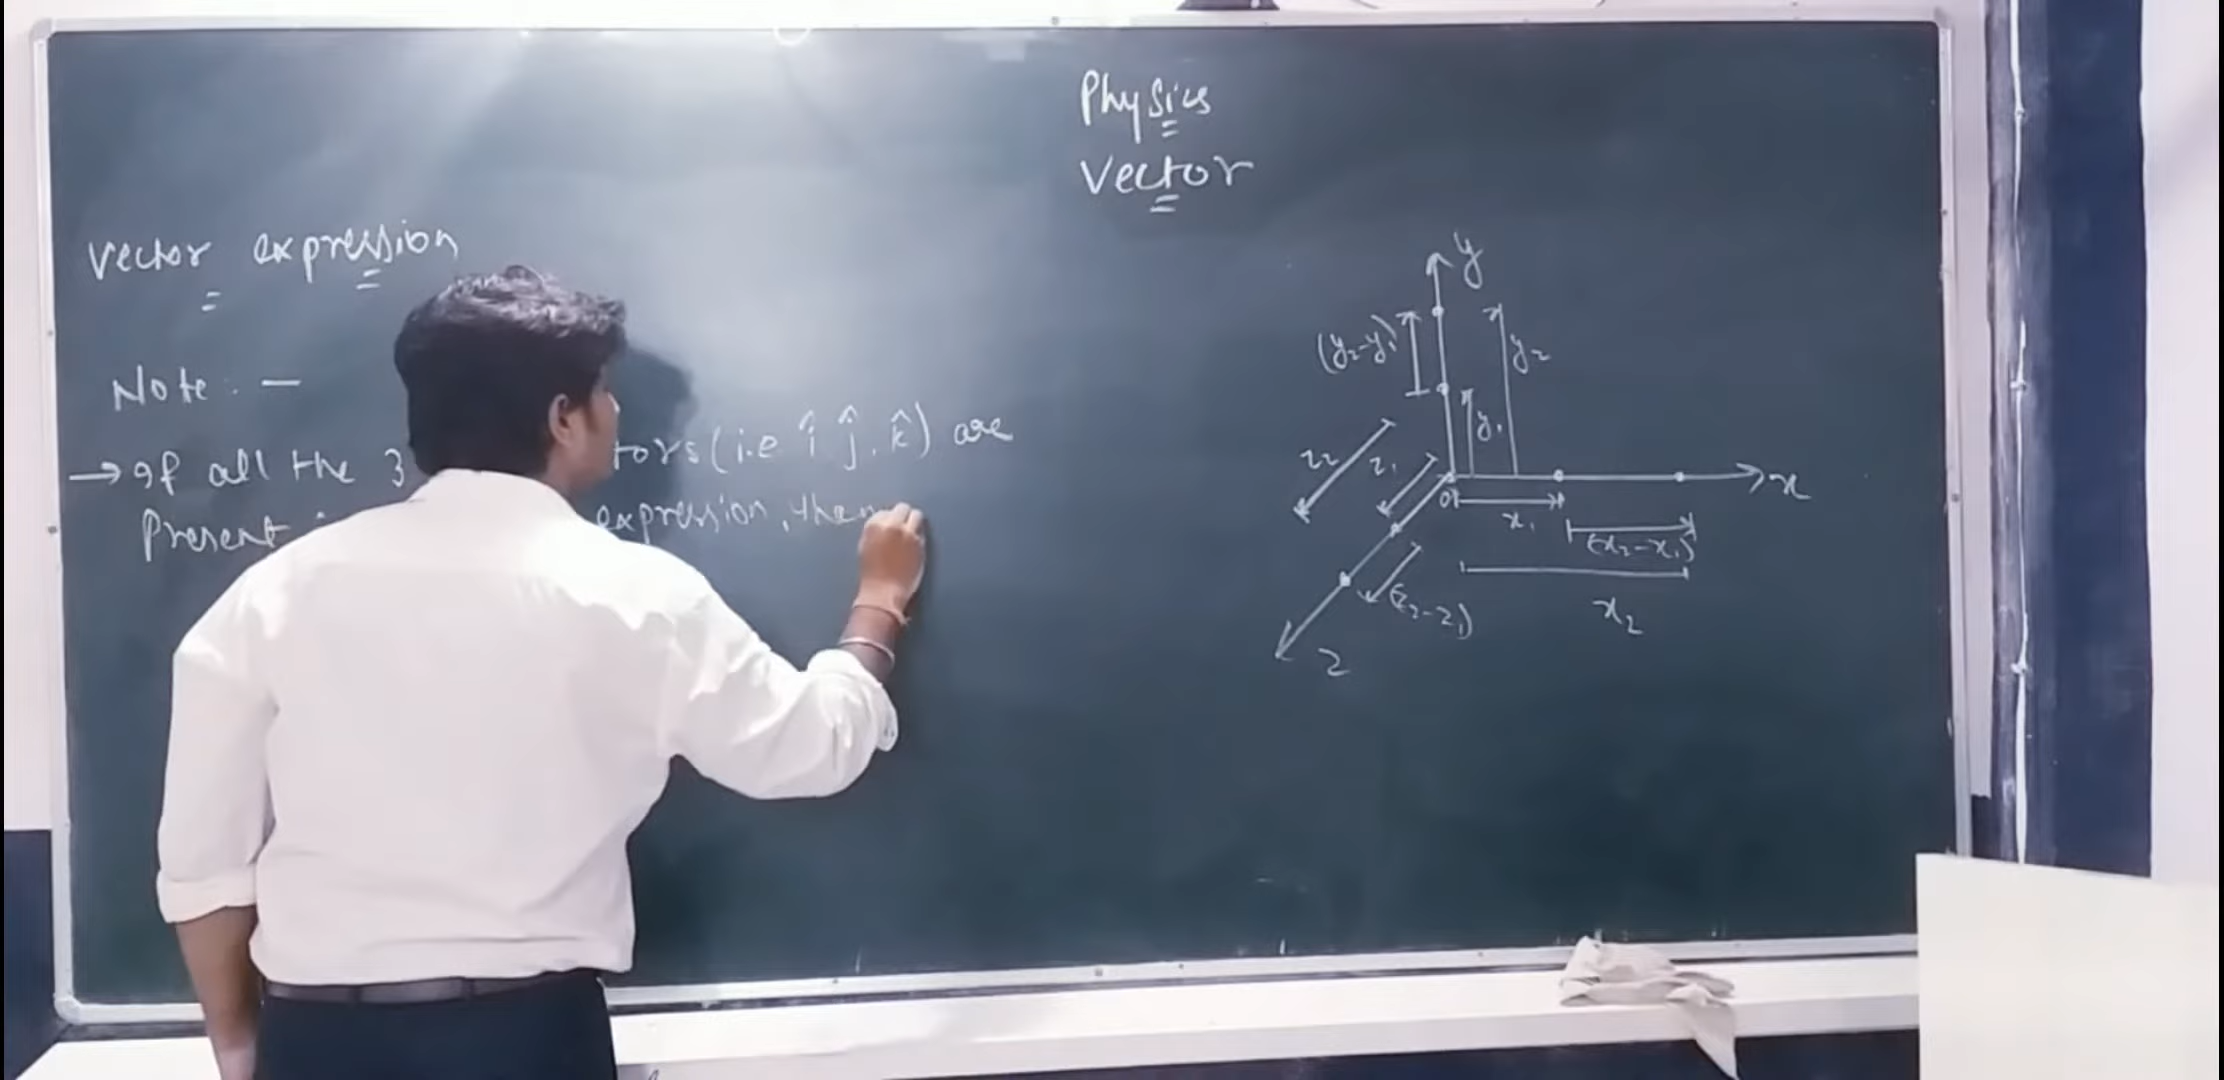 Physics
Vector
Vector expression
Note: —
→ If all the 3 tors (i.e î ĵ, k̂) are
Present expression, then
y
(y₂-y₁)
y₂
y₁
z₂
z₁
0
x
x₁
(x₂-x₁)
(z₂-z₁)
x₂
z